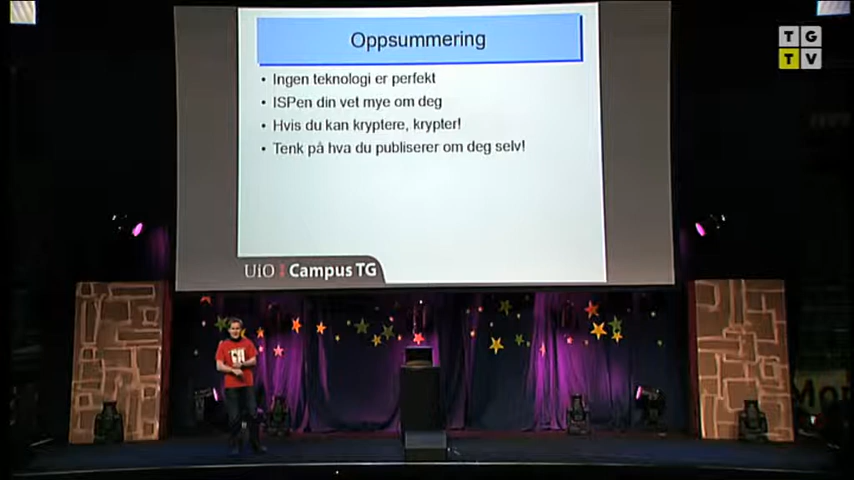 TG
TV
Oppsummering
• Ingen teknologi er perfekt
• ISPen din vet mye om deg
• Hvis du kan kryptere, krypter!
• Tenk på hva du publiserer om deg selv!
UiO Campus TG